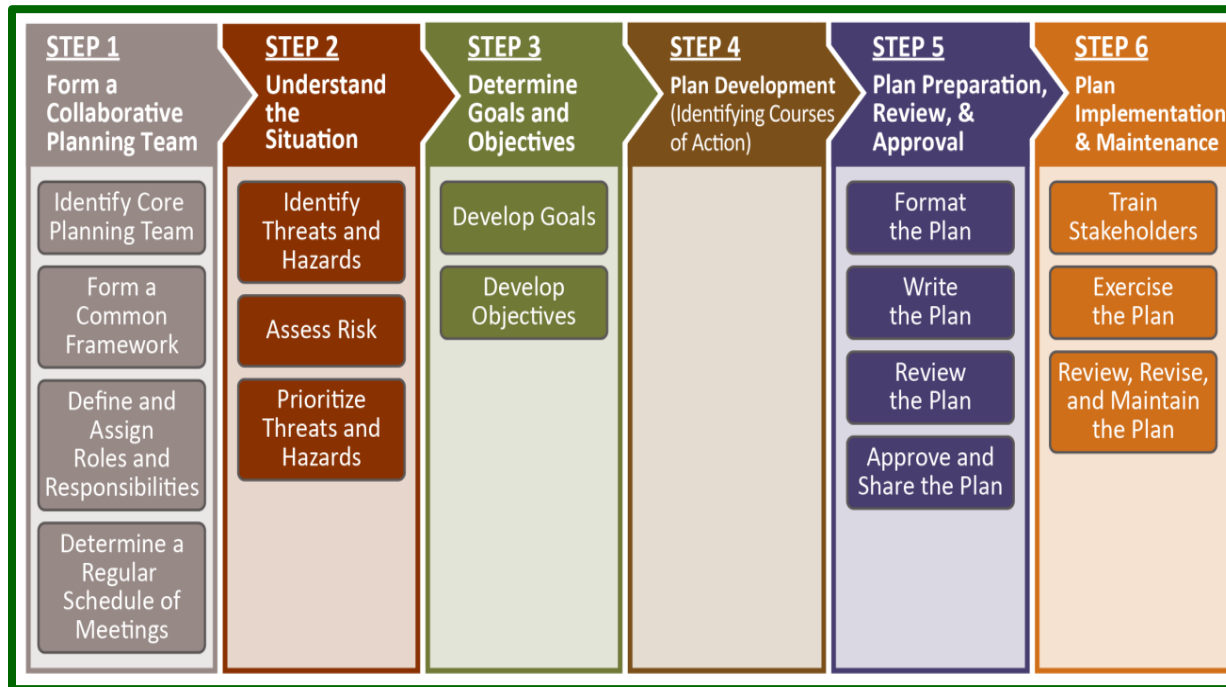 STEP 1
Form a
Collaborative
Planning Team
Identify Core
Planning Team
Form a
Common
Framework
Define and
Assign
Roles and
Responsibilities
Determine a
Regular
Schedule of
Meetings
STEP 2
Understand
the
Situation
Identify
Threats and
Hazards
Assess Risk
Prioritize
Threats and
Hazards
STEP 3
Determine
Goals and
Objectives
Develop Goals
Develop
Objectives
STEP 4
Plan Development
(Identifying Courses
of Action)
STEP 5
Plan Preparation,
Review, &
Approval
Format
the Plan
Write
the Plan
Review
the Plan
Approve and
Share the Plan
STEP 6
Plan
Implementation
& Maintenance
Train
Stakeholders
Exercise
the Plan
Review, Revise,
and Maintain
the Plan